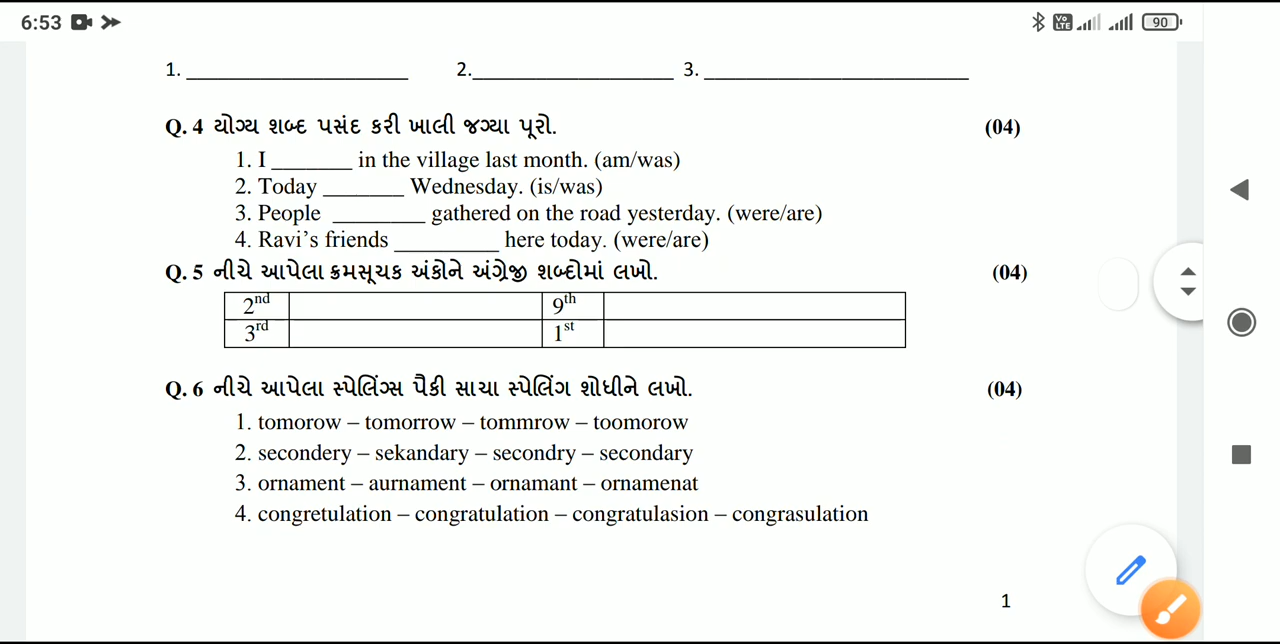 6:53
Vo LTE
90
1. ____________________ 2.____________________ 3. __________________________
Q. 4 યોગ્ય શબ્દ પસંદ કરી ખાલી જગ્યા પૂરો. (04)
1. I _______ in the village last month. (am/was)
2. Today _______ Wednesday. (is/was)
3. People ________ gathered on the road yesterday. (were/are)
4. Ravi’s friends _________ here today. (were/are)
Q. 5 નીચે આપેલા ક્રમસૂચક અંકોને અંગ્રેજી શબ્દોમાં લખો. (04)
2nd 9th
3rd 1st
Q. 6 નીચે આપેલા સ્પેલિંગ્સ પૈકી સાચા સ્પેલિંગ શોધીને લખો. (04)
1. tomorow – tomorrow – tommrow – toomorow
2. secondery – sekandary – secondry – secondary
3. ornament – aurnament – ornamant – ornamenat
4. congretulation – congratulation – congratulasion – congrasulation
1